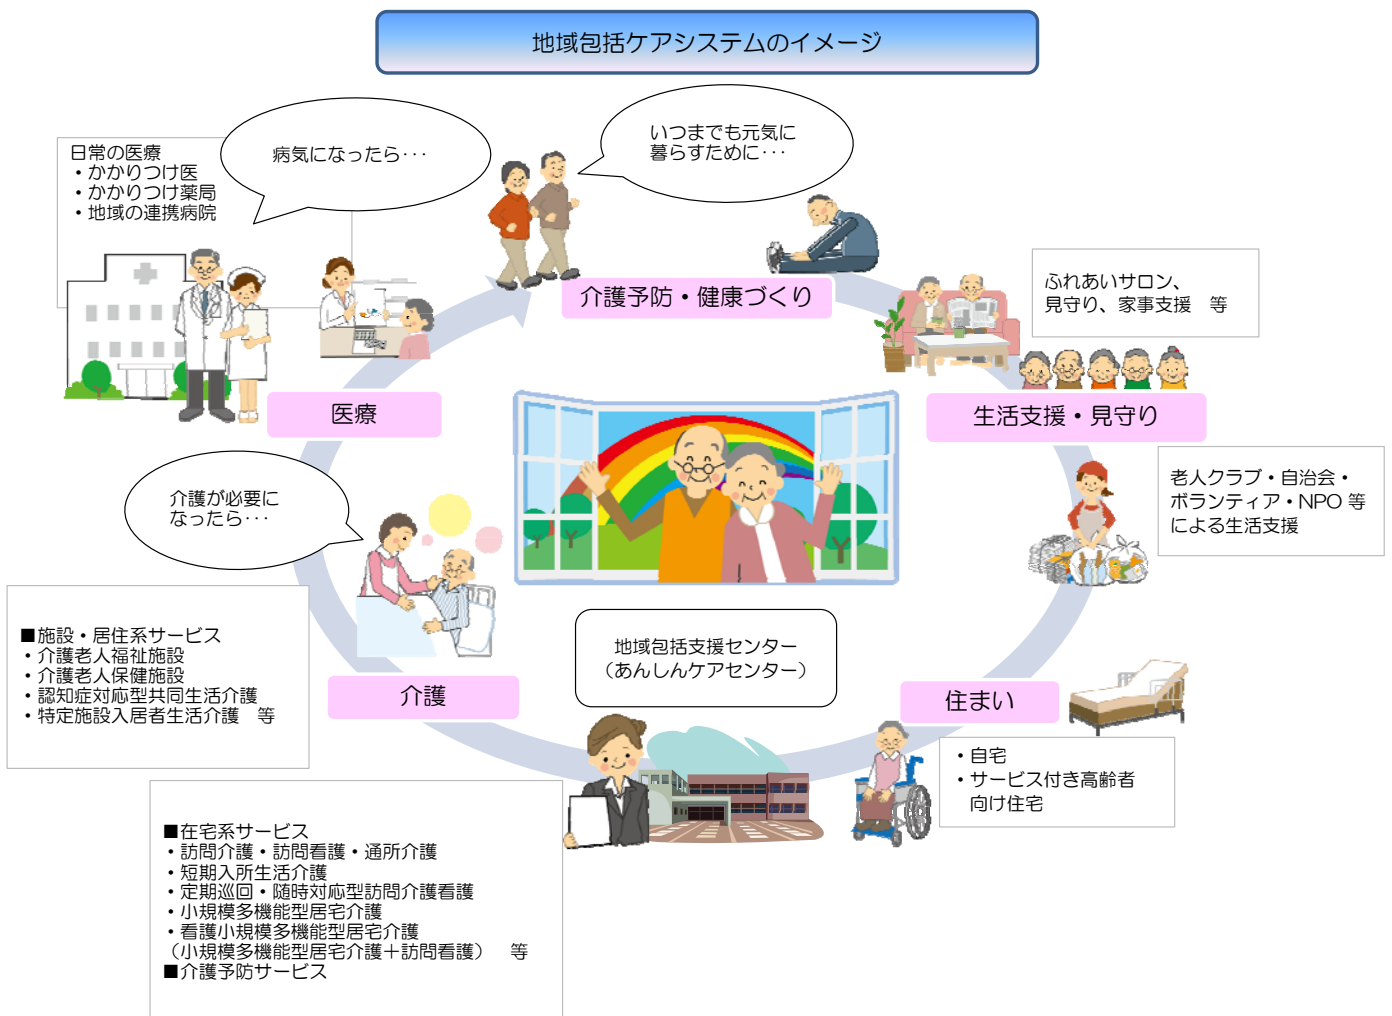 地域包括ケアシステムのイメージ
いつまでも元気に
暮らすために･･･
病気になったら･･･
日常の医療
・かかりつけ医
・かかりつけ薬局
・地域の連携病院
介護予防・健康づくり
ふれあいサロン、
見守り、家事支援　等
医療
生活支援・見守り
老人クラブ・自治会・
ボランティア・NPO 等
による生活支援
介護が必要に
なったら･･･
■施設・居住系サービス
・介護老人福祉施設
・介護老人保健施設
・認知症対応型共同生活介護
・特定施設入居者生活介護　等
地域包括支援センター
（あんしんケアセンター）
介護
住まい
・自宅
・サービス付き高齢者
向け住宅
■在宅系サービス
・訪問介護・訪問看護・通所介護
・短期入所生活介護
・定期巡回・随時対応型訪問介護看護
・小規模多機能型居宅介護
・看護小規模多機能型居宅介護
（小規模多機能型居宅介護＋訪問看護）　等
■介護予防サービス